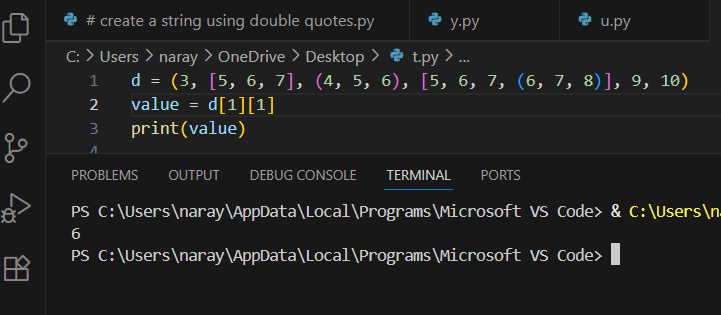 # create a string using double quotes.py y.py u.py
C: > Users > naray > OneDrive > Desktop > t.py > ...
1 d = (3, [5, 6, 7], (4, 5, 6), [5, 6, 7, (6, 7, 8)], 9, 10)
2 value = d[1][1]
3 print(value)
4
PROBLEMS OUTPUT DEBUG CONSOLE TERMINAL PORTS
PS C:\Users\naray\AppData\Local\Programs\Microsoft VS Code> & C:\Users\na
6
PS C:\Users\naray\AppData\Local\Programs\Microsoft VS Code>